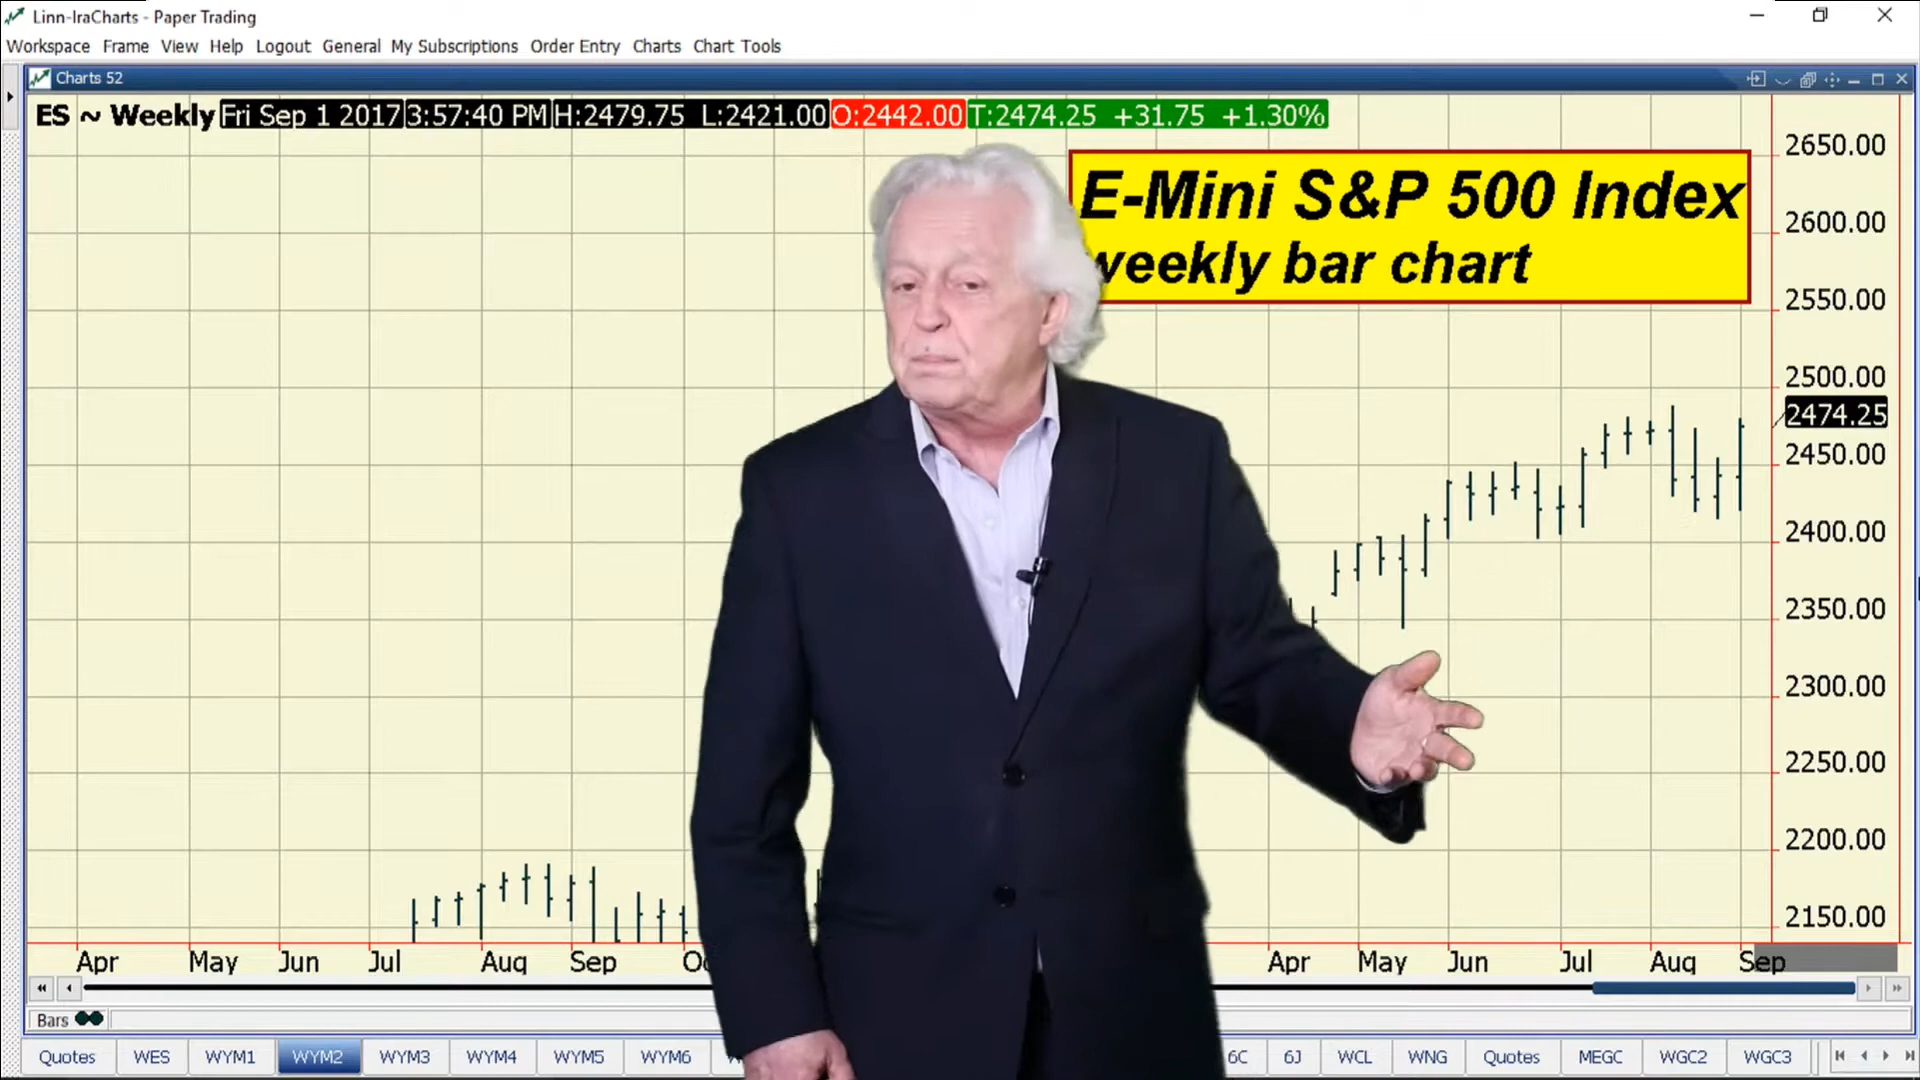 Linn-IraCharts - Paper Trading
Workspace Frame View Help Logout General My Subscriptions Order Entry Charts Chart Tools
Charts 52
ES ~ Weekly Fri Sep 1 2017 3:57:40 PM H:2479.75 L:2421.00 O:2442.00 T:2474.25 +31.75 +1.30%
E-Mini S&P 500 Index
weekly bar chart
2650.00
2600.00
2550.00
2500.00
2474.25
2450.00
2400.00
2350.00
2300.00
2250.00
2200.00
2150.00
Apr May Jun Jul Aug Sep Apr May Jun Jul Aug Sep
Bars
Quotes WES WYM1 WYM2 WYM3 WYM4 WYM5 WYM6 6C 6J WCL WNG Quotes MEGC WGC2 WGC3